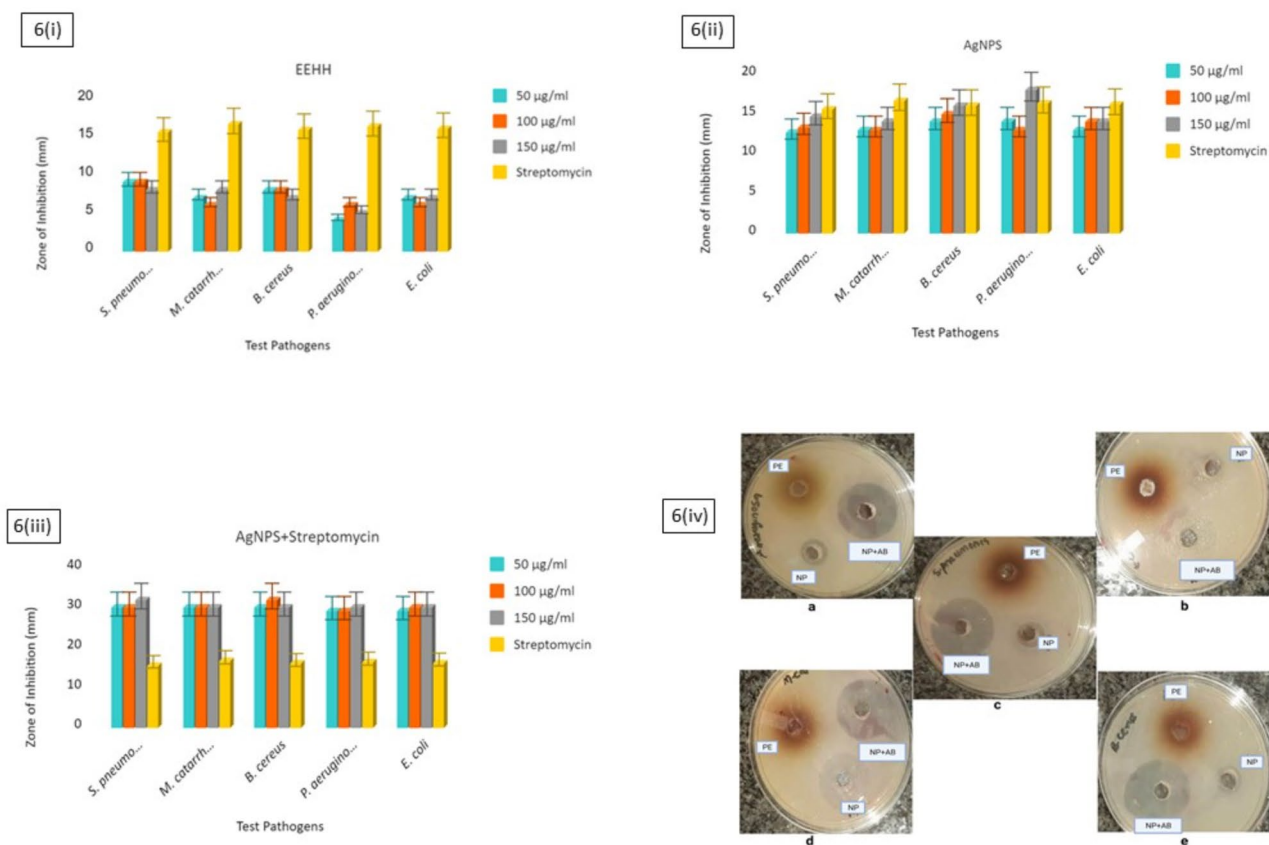 6(i)
EEHH
Zone of Inhibition (mm)
20
15
10
5
0
S. pneumo...
M. catarrh...
B. cereus
P. aerugino...
E. coli
Test Pathogens
50 µg/ml
100 µg/ml
150 µg/ml
Streptomycin
6(ii)
AgNPS
Zone of Inhibition (mm)
20
15
10
5
0
S. pneumo...
M. catarrh...
B. cereus
P. aerugino...
E. coli
Test Pathogens
50 µg/ml
100 µg/ml
150 µg/ml
Streptomycin
6(iii)
AgNPS+Streptomycin
Zone of Inhibition (mm)
40
30
20
10
0
S. pneumo...
M. catarrh...
B. cereus
P. aerugino...
E. coli
Test Pathogens
50 µg/ml
100 µg/ml
150 µg/ml
Streptomycin
6(iv)
PE
NP+AB
NP
a
PE
NP
NP+AB
b
PE
NP
NP+AB
c
PE
NP+AB
NP
d
PE
NP
B. cereus
NP+AB
e